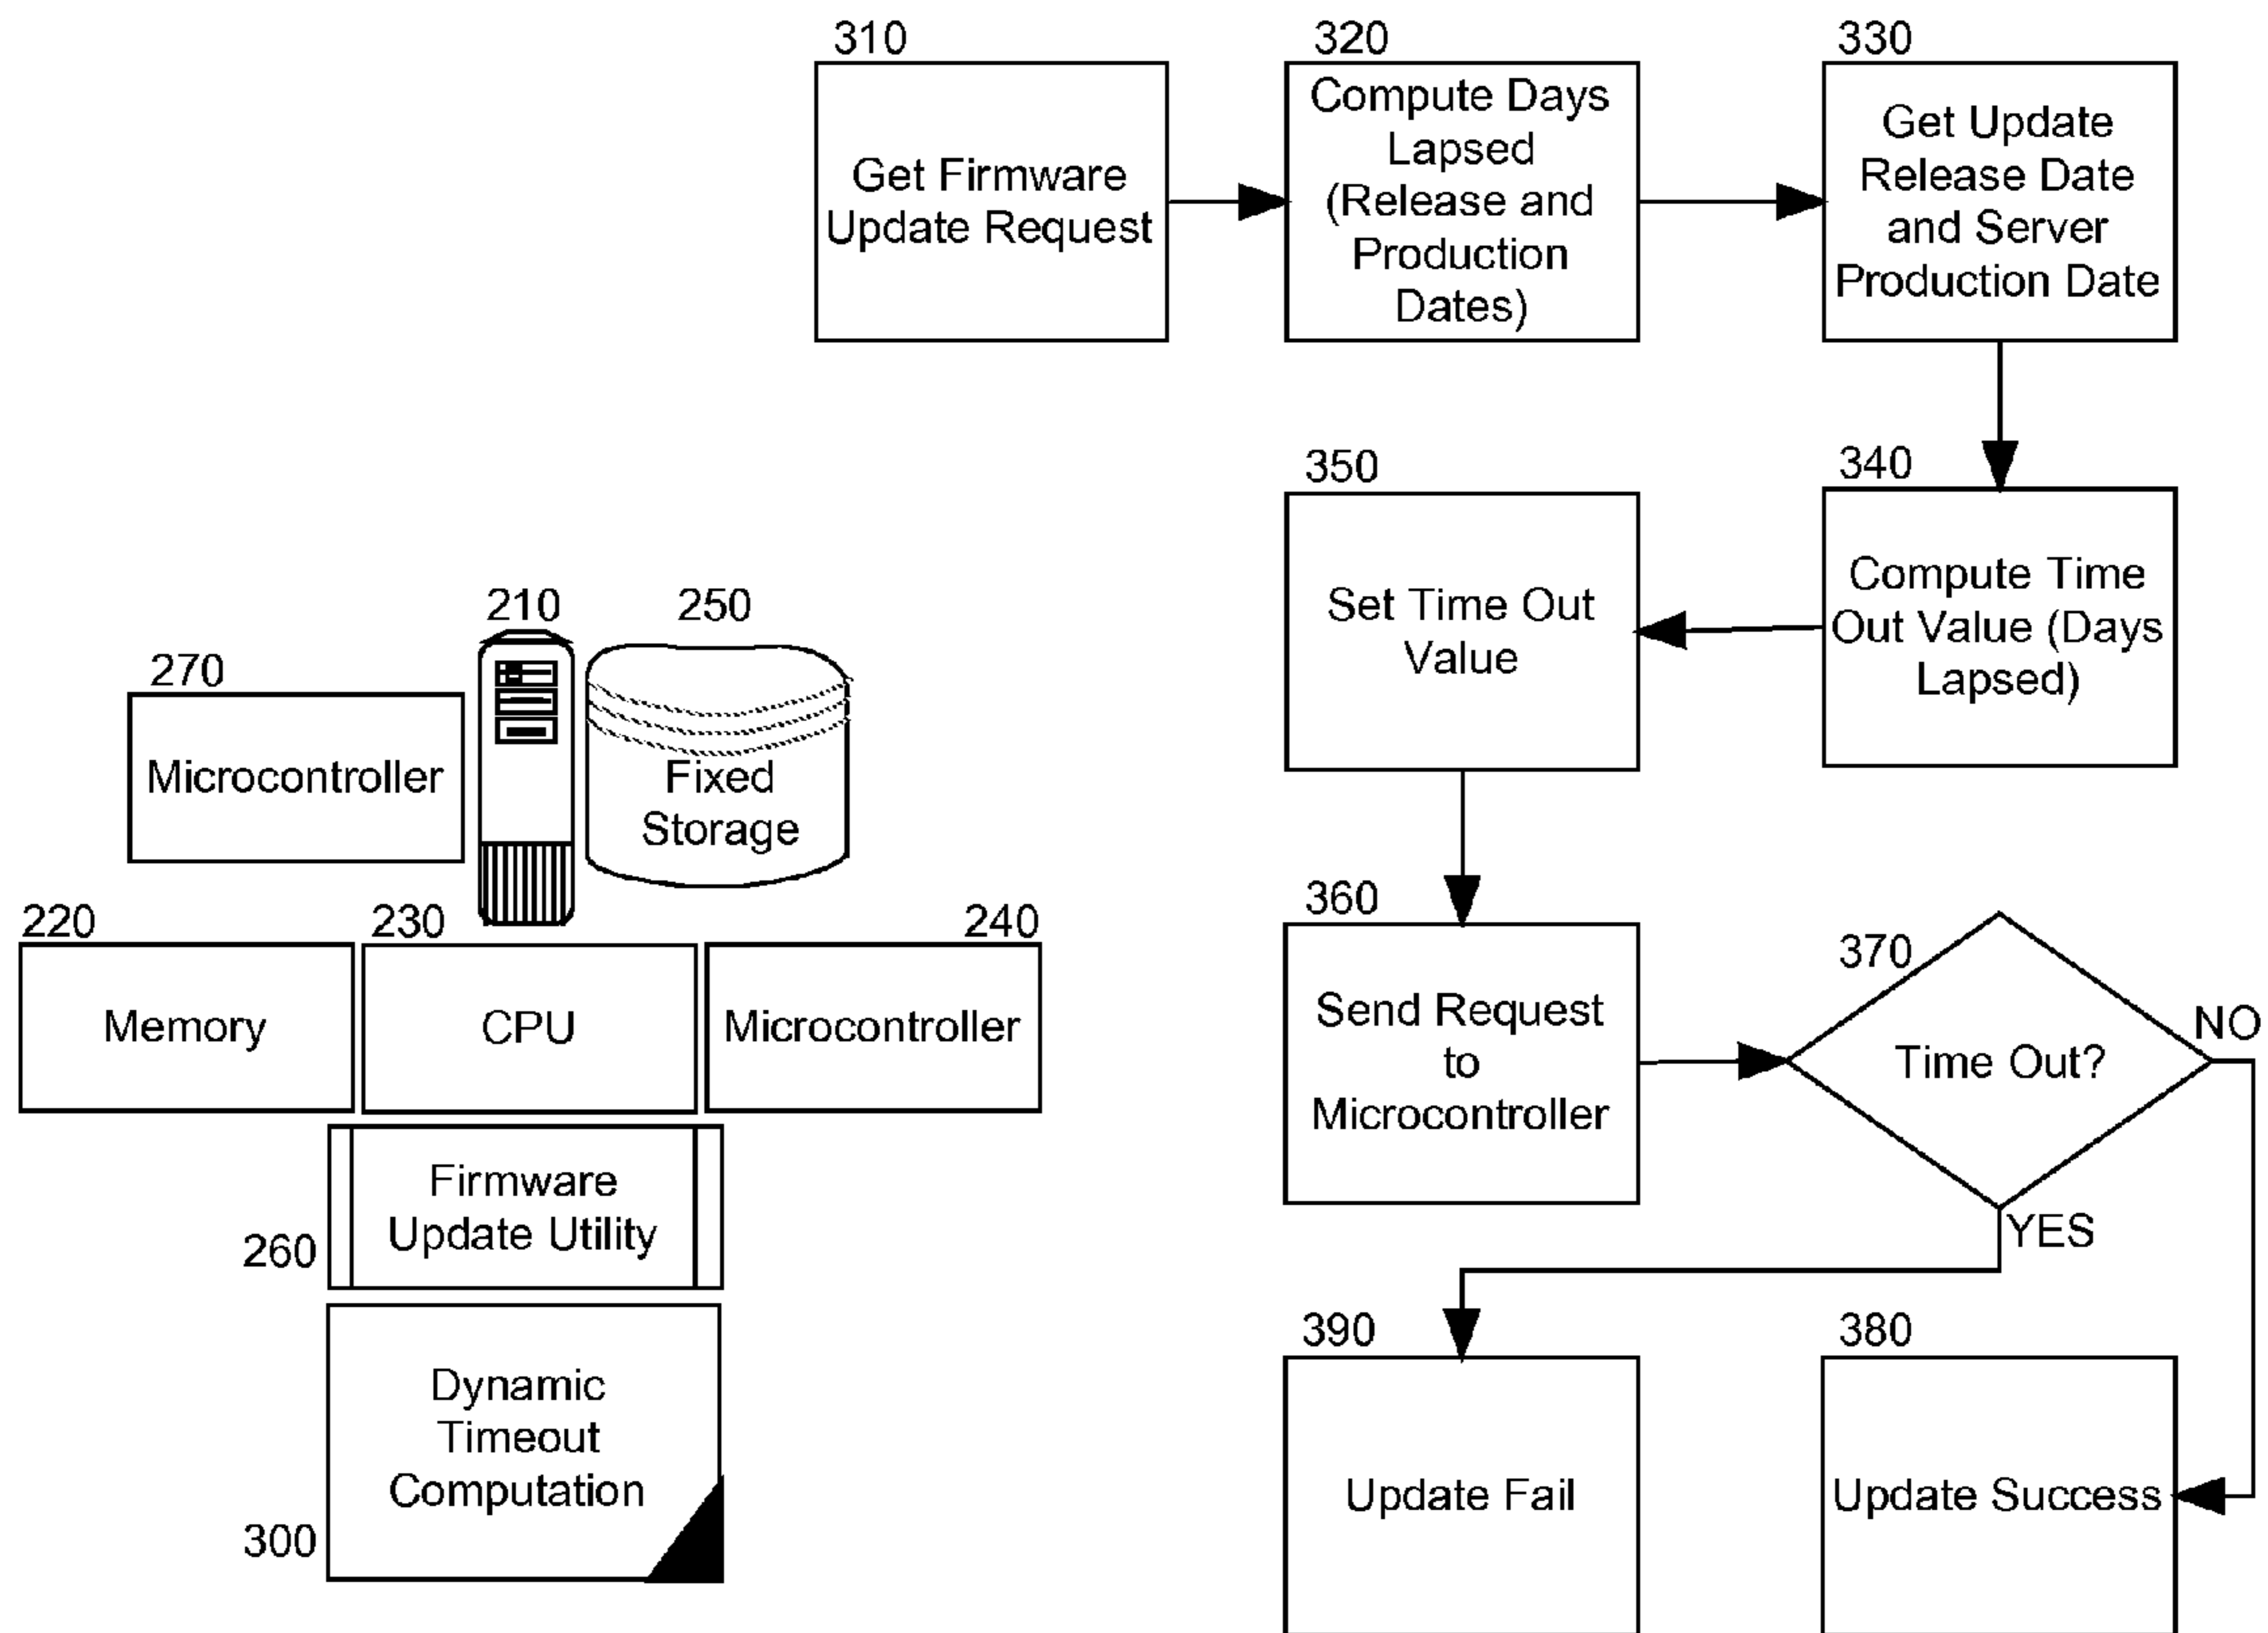 310
Get Firmware
Update Request
320
Compute Days
Lapsed
(Release and
Production
Dates)
330
Get Update
Release Date
and Server
Production Date
340
Compute Time
Out Value (Days
Lapsed)
350
Set Time Out
Value
360
Send Request
to
Microcontroller
370
Time Out?
NO
YES
390
Update Fail
380
Update Success
210
250
Fixed
Storage
270
Microcontroller
220
Memory
230
CPU
240
Microcontroller
260
Firmware
Update Utility
300
Dynamic
Timeout
Computation